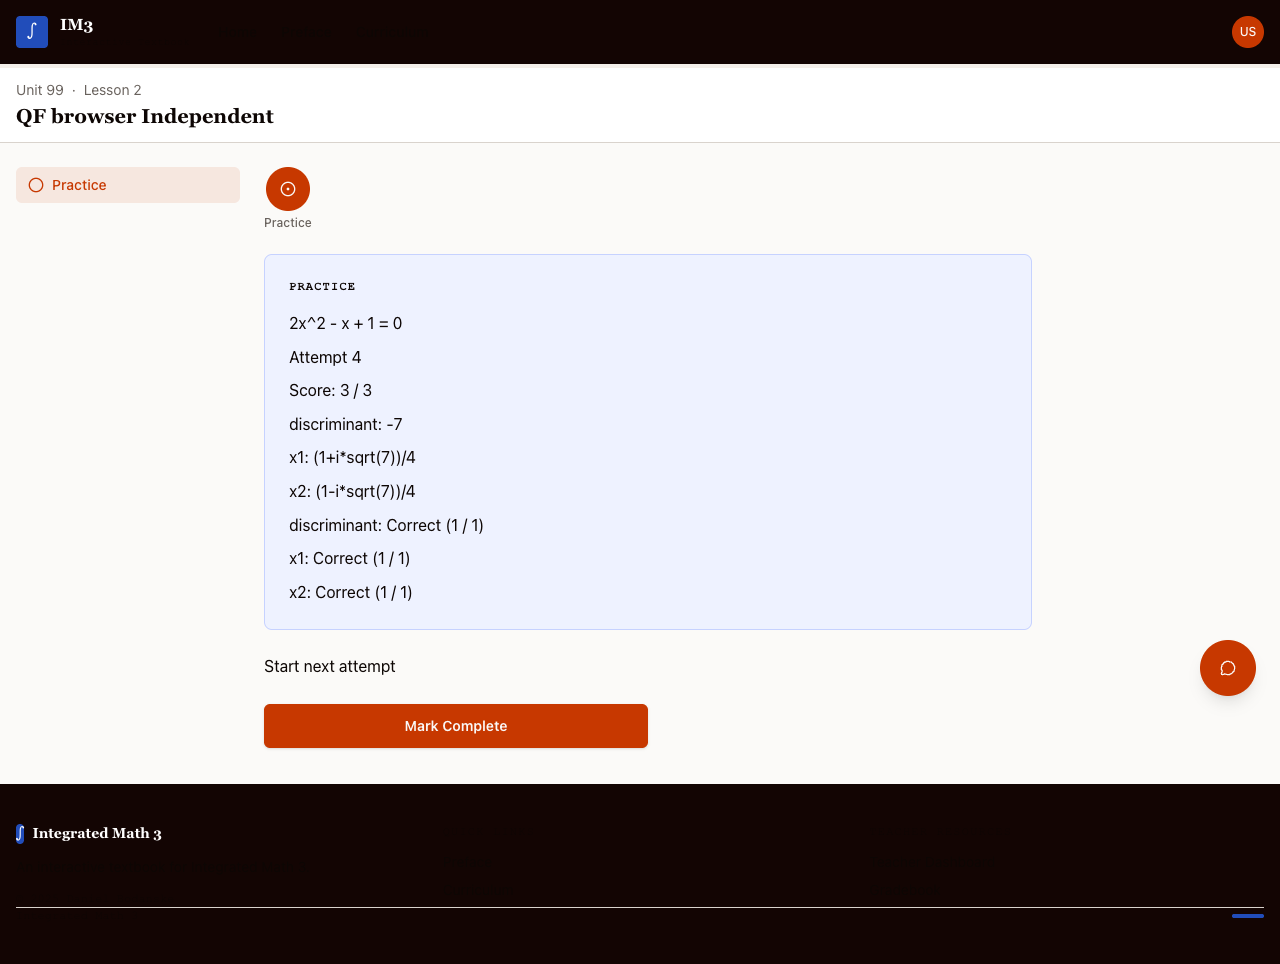 ∫ IM3
US
Unit 99 · Lesson 2
QF browser Independent
Practice
Practice
PRACTICE
2x^2 - x + 1 = 0
Attempt 4
Score: 3 / 3
discriminant: -7
x1: (1+i*sqrt(7))/4
x2: (1-i*sqrt(7))/4
discriminant: Correct (1 / 1)
x1: Correct (1 / 1)
x2: Correct (1 / 1)
Start next attempt
Mark Complete
∫ Integrated Math 3